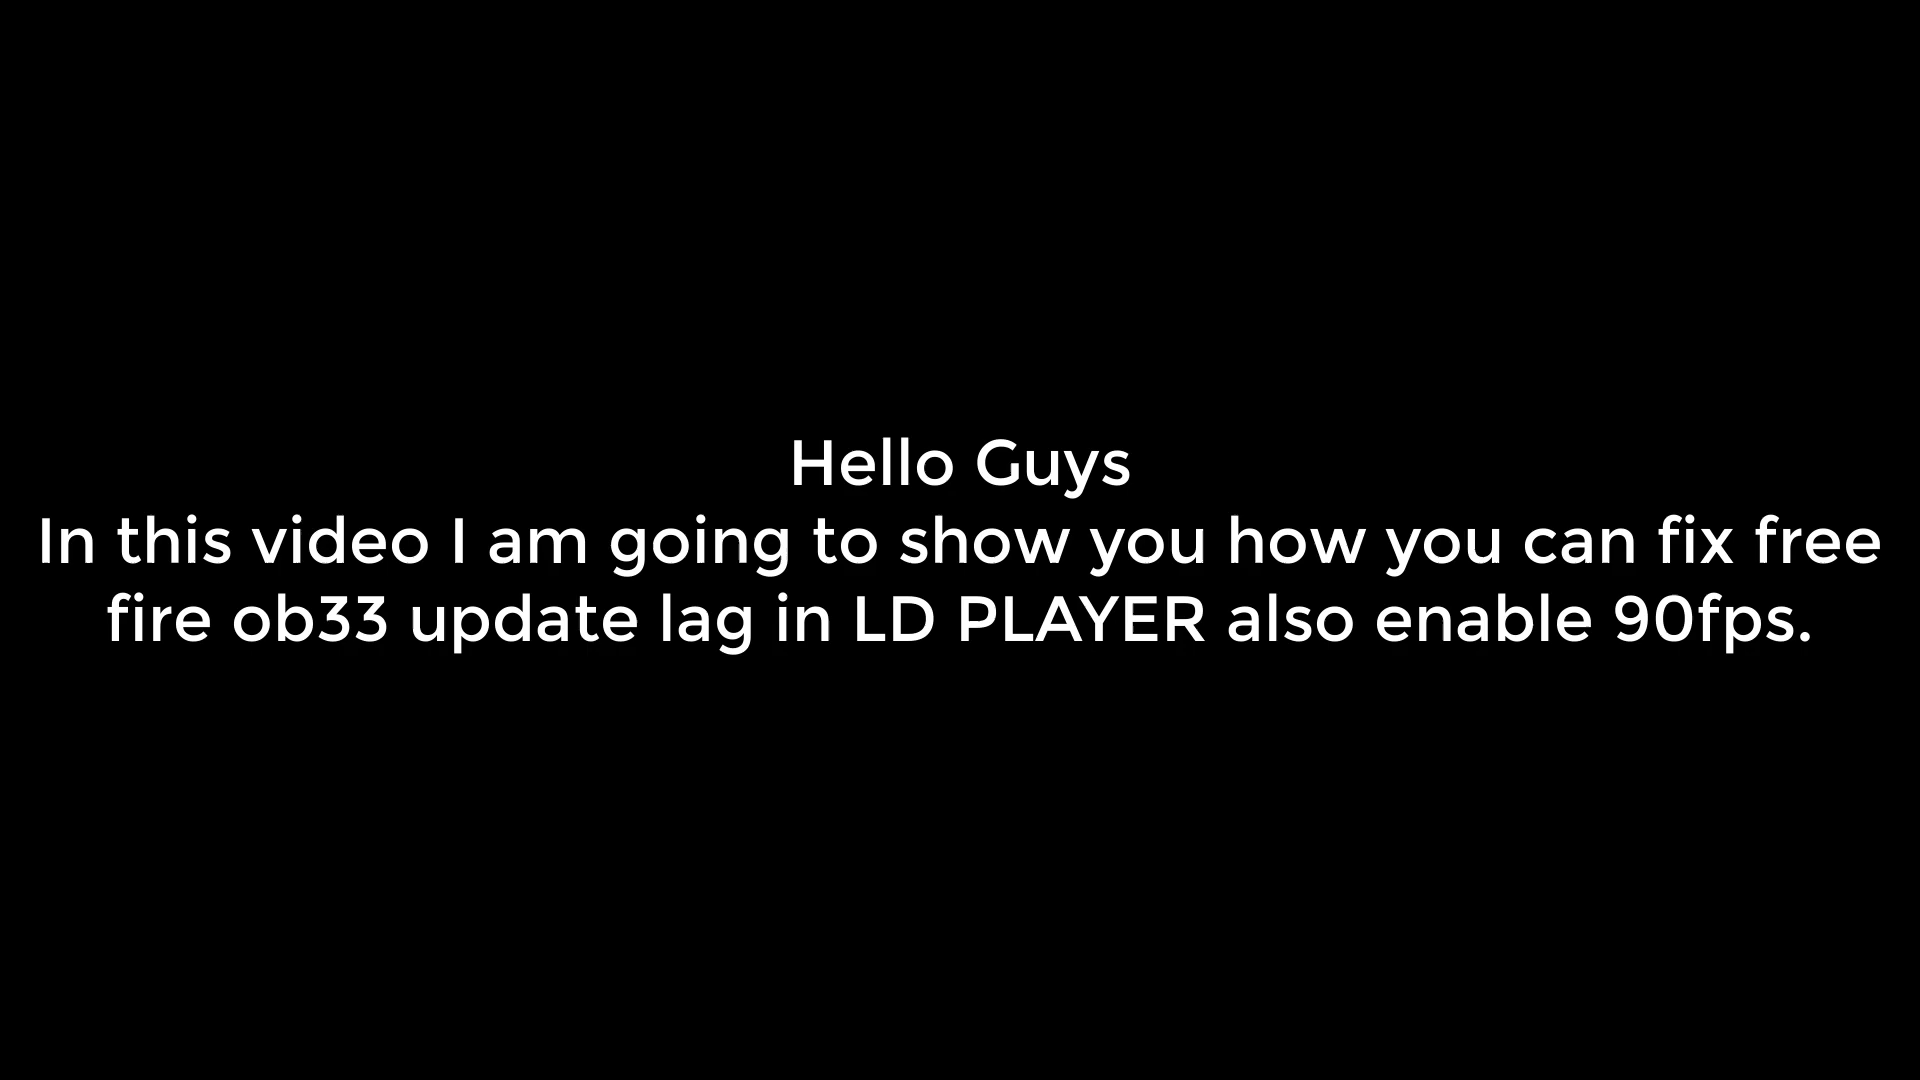 Hello Guys
In this video I am going to show you how you can fix free
fire ob33 update lag in LD PLAYER also enable 90fps.